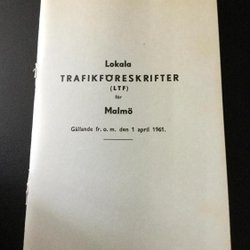 Lokala
TRAFIKFÖRESKRIFTER
(LTF)
för
Malmö
Gällande fr. o. m. den 1 april 1961.